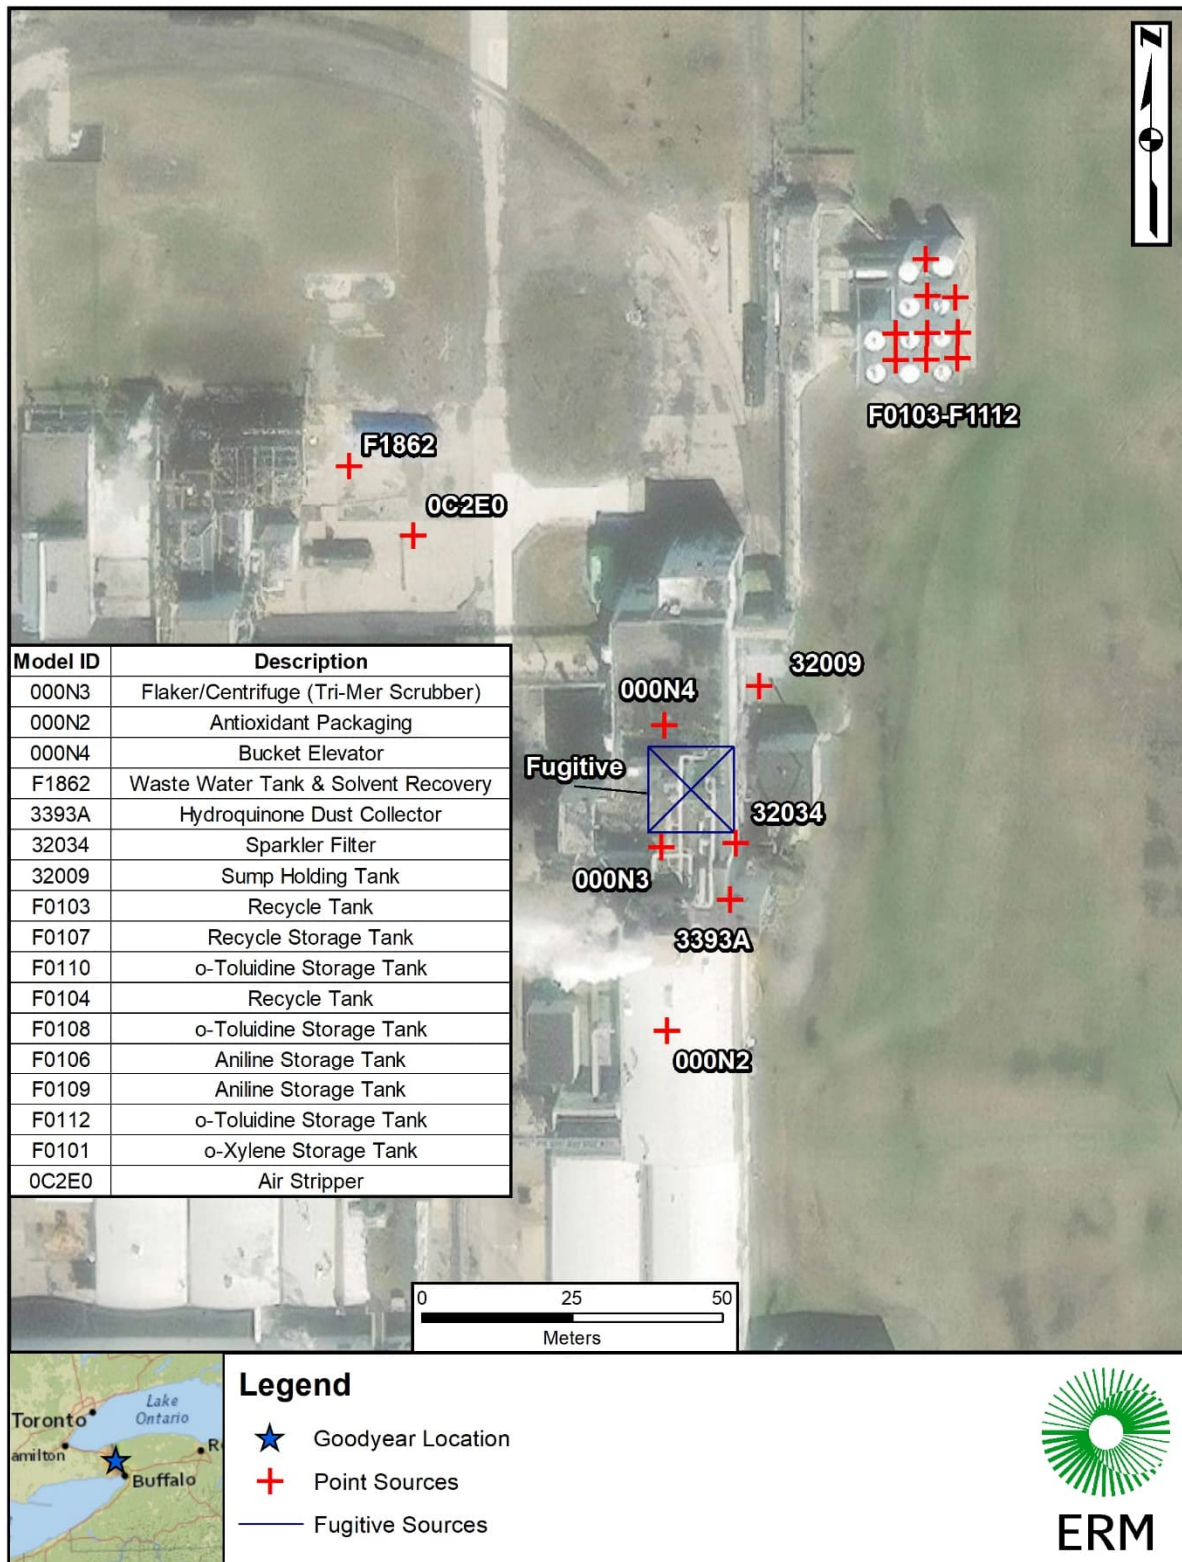 Z
F0103-F1112
F1862
0C2E0
32009
000N4
Fugitive
32034
000N3
3393A
000N2
Model ID Description
000N3 Flaker/Centrifuge (Tri-Mer Scrubber)
000N2 Antioxidant Packaging
000N4 Bucket Elevator
F1862 Waste Water Tank & Solvent Recovery
3393A Hydroquinone Dust Collector
32034 Sparkler Filter
32009 Sump Holding Tank
F0103 Recycle Tank
F0107 Recycle Storage Tank
F0110 o-Toluidine Storage Tank
F0104 Recycle Tank
F0108 o-Toluidine Storage Tank
F0106 Aniline Storage Tank
F0109 Aniline Storage Tank
F0112 o-Toluidine Storage Tank
F0101 o-Xylene Storage Tank
0C2E0 Air Stripper
0 25 50
Meters
Lake
Ontario
Toronto
amilton
R
Buffalo
Legend
Goodyear Location
Point Sources
Fugitive Sources
ERM